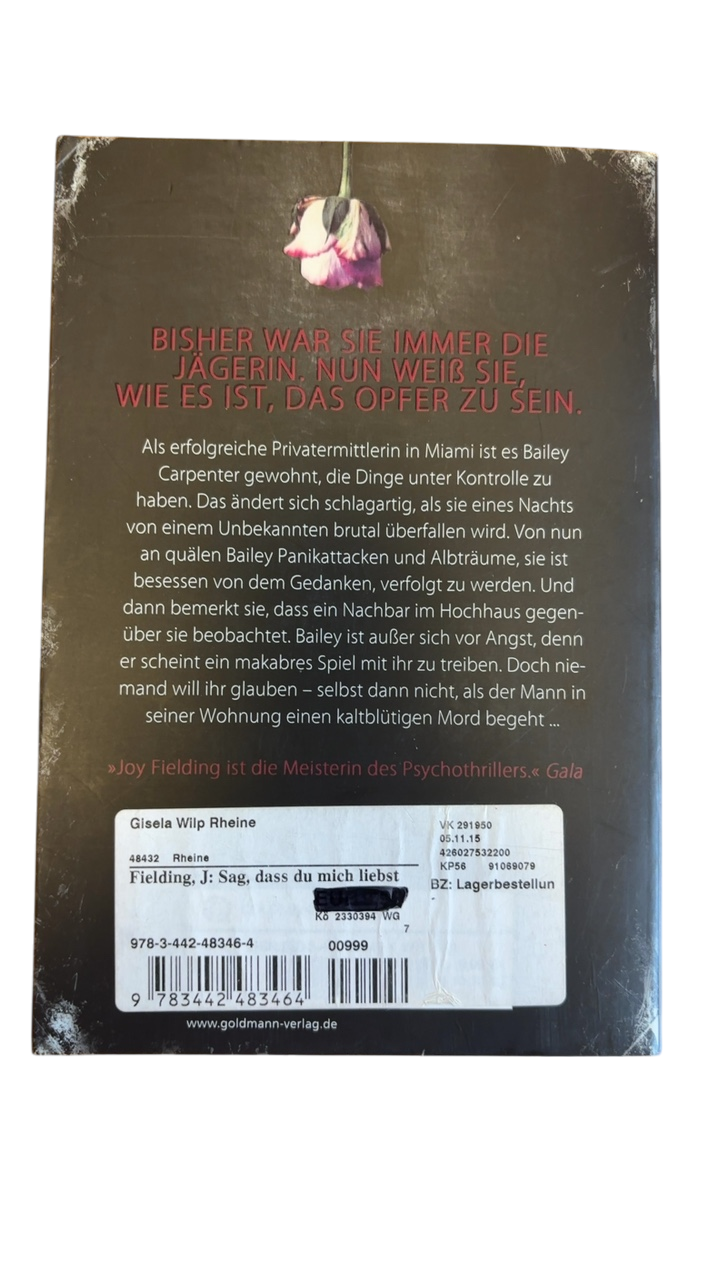 BISHER WAR SIE IMMER DIE
JÄGERIN. NUN WEIß SIE,
WIE ES IST, DAS OPFER ZU SEIN.
Als erfolgreiche Privatermittlerin in Miami ist es Bailey
Carpenter gewohnt, die Dinge unter Kontrolle zu
haben. Das ändert sich schlagartig, als sie eines Nachts
von einem Unbekannten brutal überfallen wird. Von nun
an quälen Bailey Panikattacken und Albträume, sie ist
besessen von dem Gedanken, verfolgt zu werden. Und
dann bemerkt sie, dass ein Nachbar im Hochhaus gegen-
über sie beobachtet. Bailey ist außer sich vor Angst, denn
er scheint ein makabres Spiel mit ihr zu treiben. Doch nie-
mand will ihr glauben – selbst dann nicht, als der Mann in
seiner Wohnung einen kaltblütigen Mord begeht ...
»Joy Fielding ist die Meisterin des Psychothrillers.« Gala
Gisela Wilp Rheine
48432 Rheine
Fielding, J: Sag, dass du mich liebst
Kö 2330394 WG
7
978-3-442-48346-4
00999
9 783442 483464
VK 291950
05.11.15
426027532200
KP56 91069079
BZ: Lagerbestellun
-
www.goldmann-verlag.de